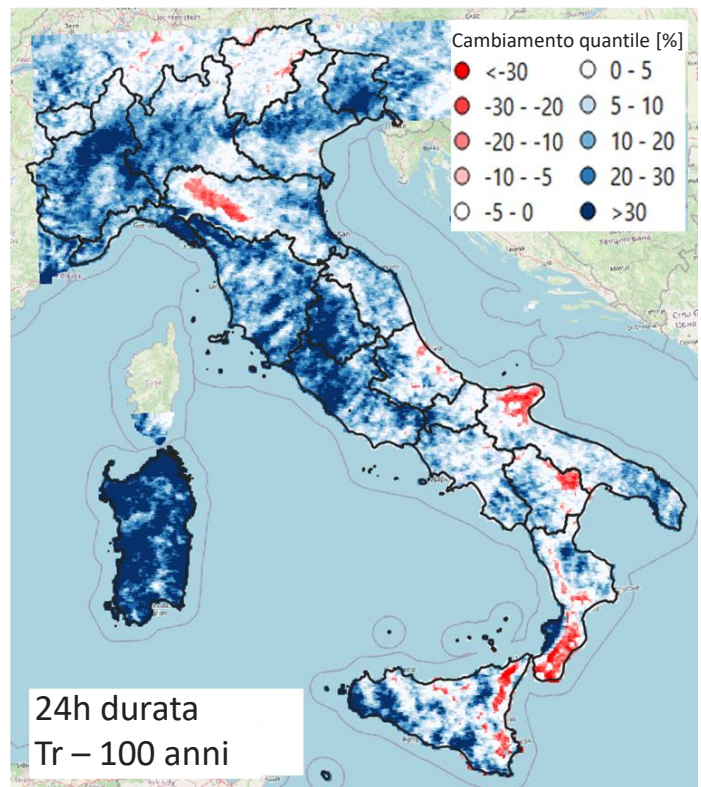 Cambiamento quantile [%]
<-30
0 - 5
-30 - -20
5 - 10
-20 - -10
10 - 20
-10 - -5
20 - 30
-5 - 0
>30
24h durata
Tr – 100 anni